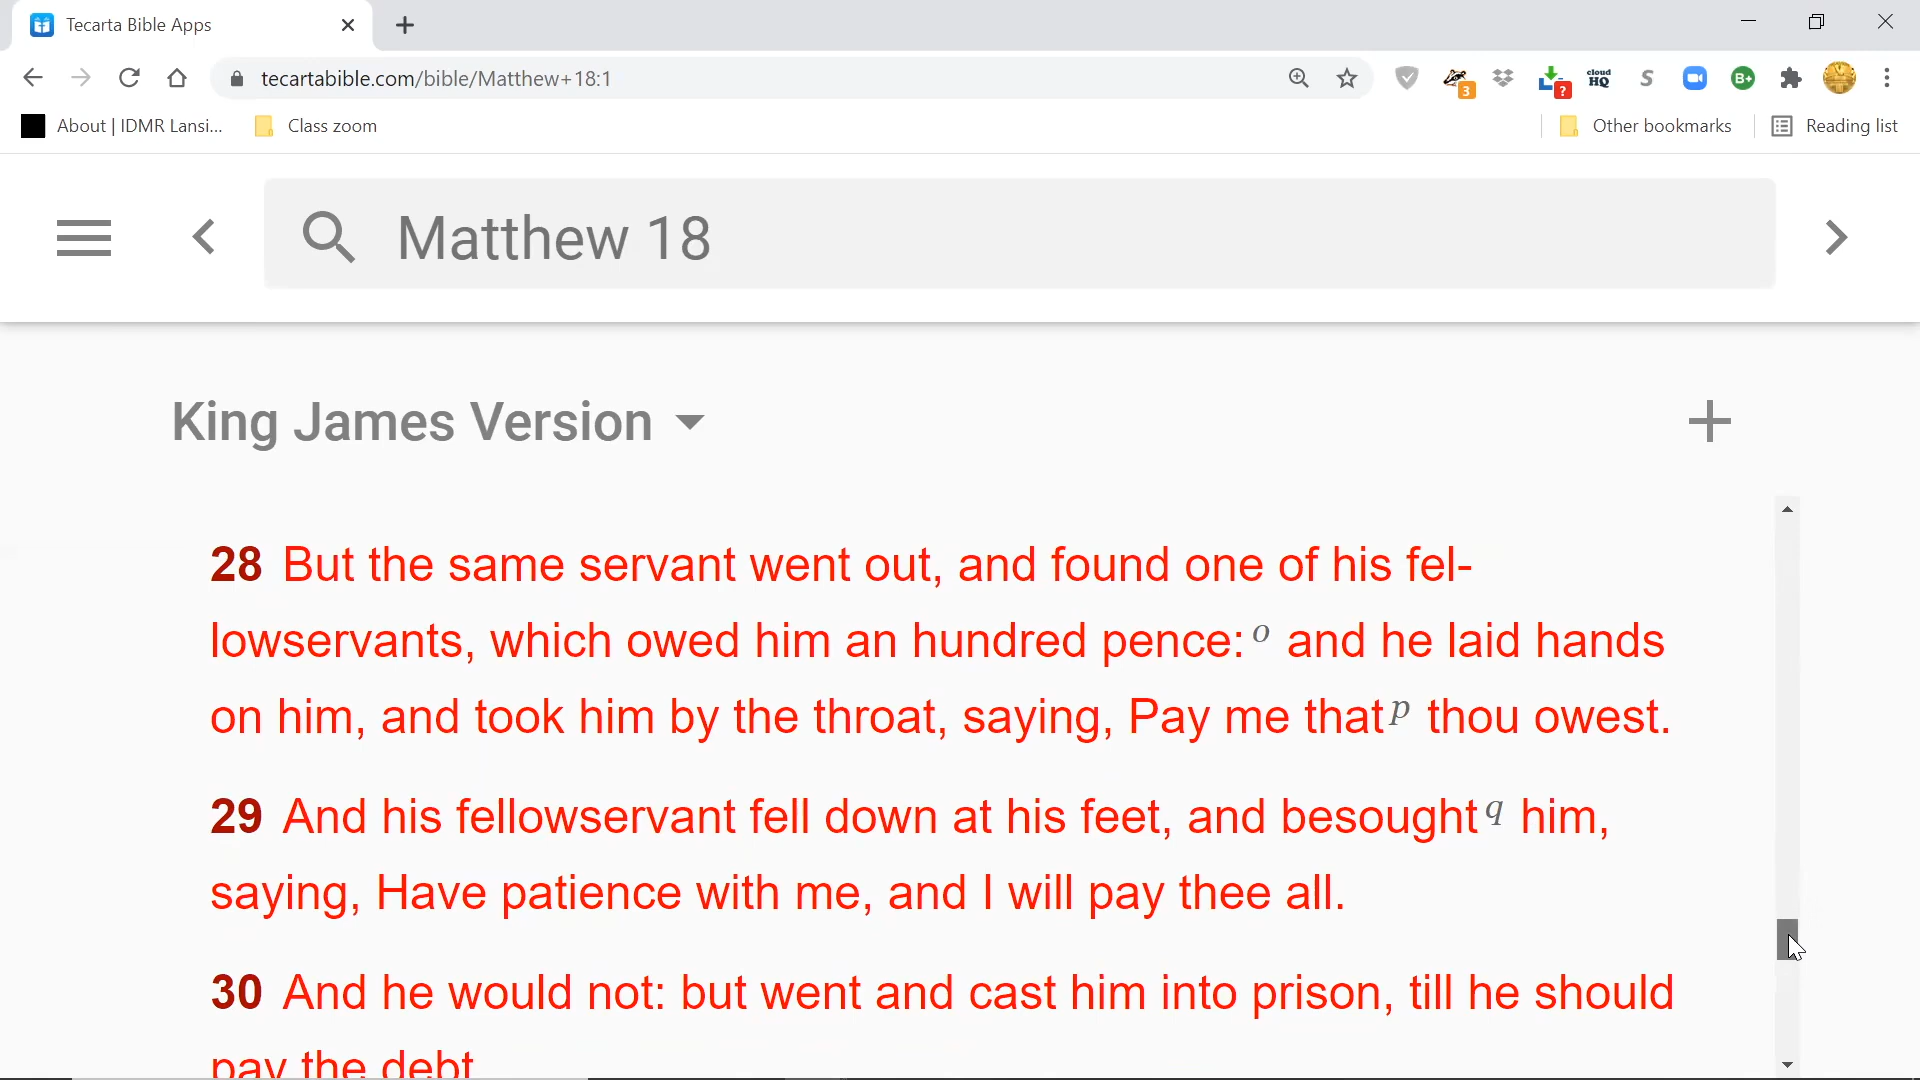 Tecarta Bible Apps
tecartabible.com/bible/Matthew+18:1
3
?
cloud HQ
S
B+
About | IDMR Lansi...
Class zoom
Other bookmarks
Reading list
Matthew 18
King James Version
28 But the same servant went out, and found one of his fel-
lowservants, which owed him an hundred pence:o and he laid hands
on him, and took him by the throat, saying, Pay me thatp thou owest.
29 And his fellowservant fell down at his feet, and besoughtq him,
saying, Have patience with me, and I will pay thee all.
30 And he would not: but went and cast him into prison, till he should
pay the debt